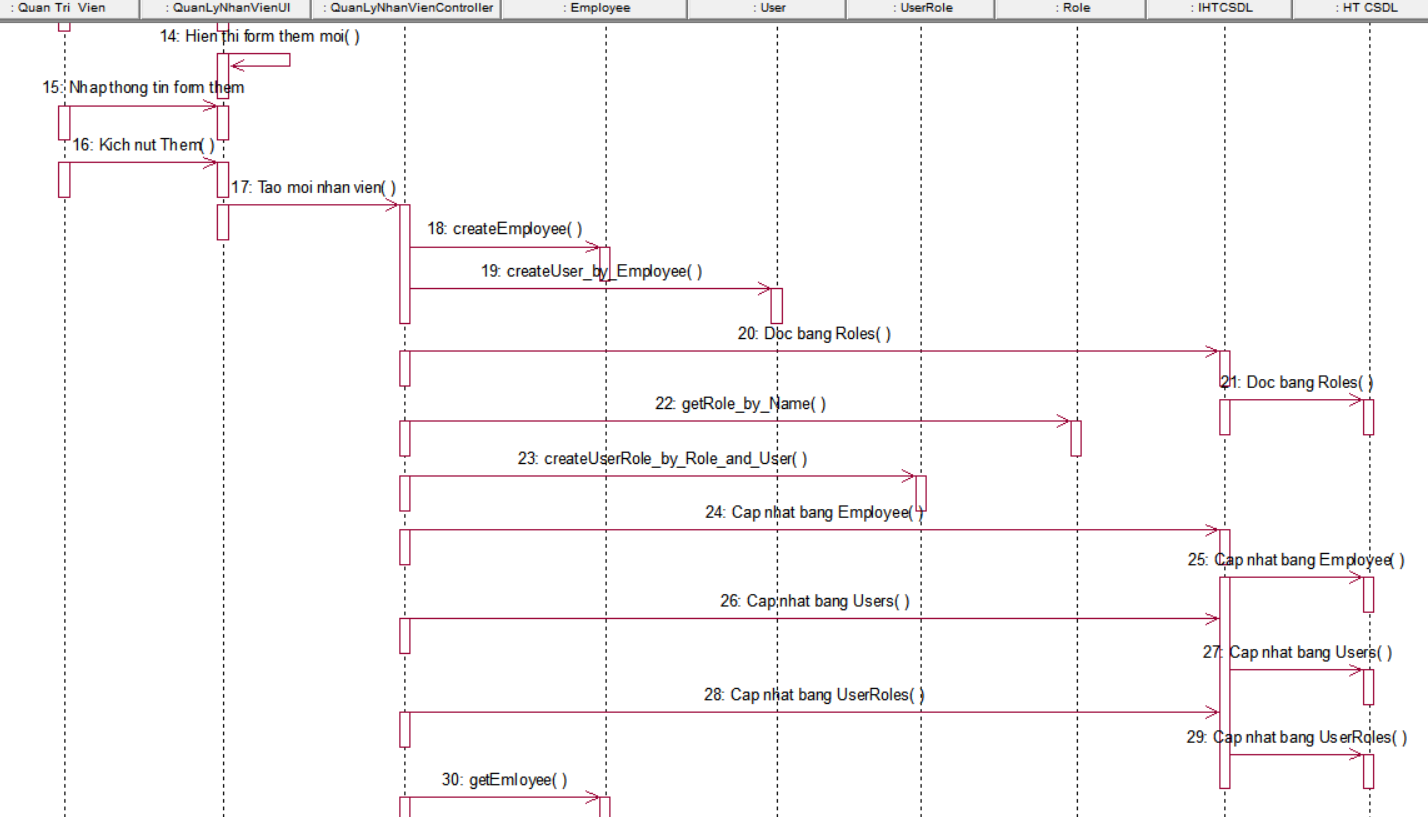 : Quan Tri Vien
: QuanLyNhanVienUI
: QuanLyNhanVienController
: Employee
: User
: UserRole
: Role
: IHTCSDL
: HT CSDL
14: Hien thi form them moi( )
15: Nhap thong tin form them
16: Kich nut Them( )
17: Tao moi nhan vien( )
18: createEmployee( )
19: createUser_by_Employee( )
20: Doc bang Roles( )
21: Doc bang Roles( )
22: getRole_by_Name( )
23: createUserRole_by_Role_and_User( )
24: Cap nhat bang Employee( )
25: Cap nhat bang Employee( )
26: Cap nhat bang Users( )
27: Cap nhat bang Users( )
28: Cap nhat bang UserRoles( )
29: Cap nhat bang UserRoles( )
30: getEmloyee( )